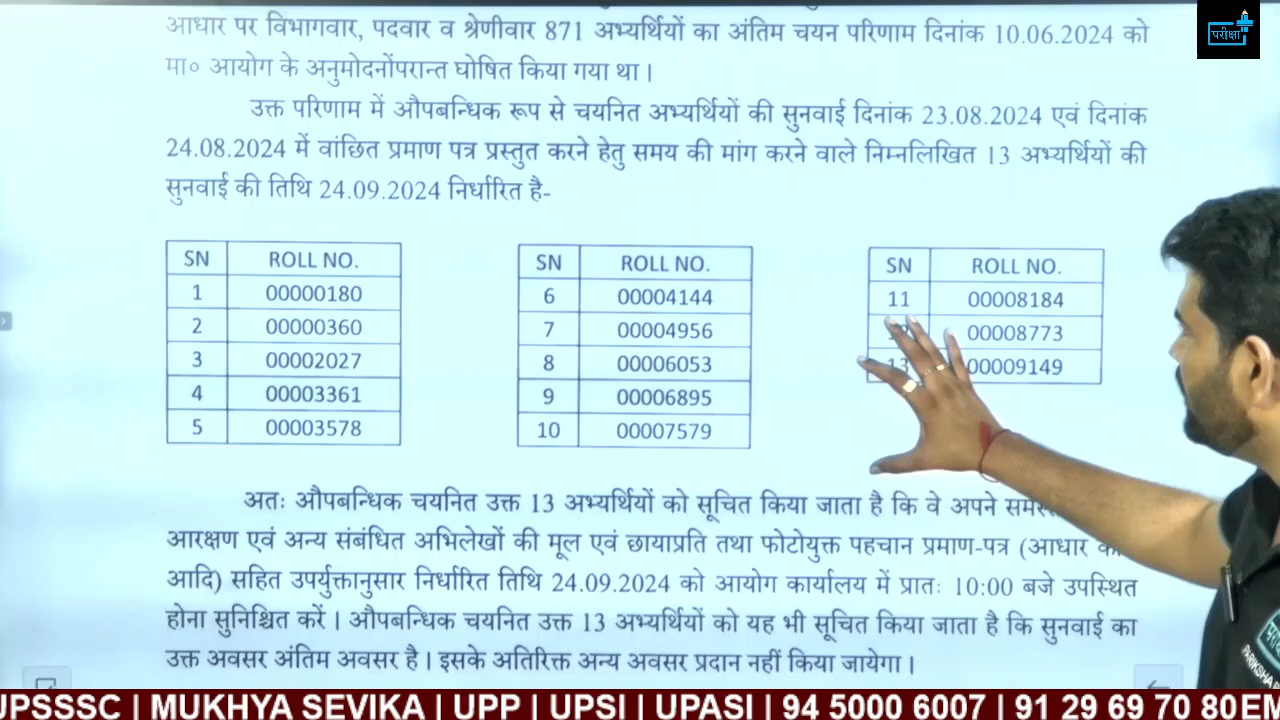 आधार पर विभागवार, पदवार व श्रेणीवार 871 अभ्यर्थियों का अंतिम चयन परिणाम दिनांक 10.06.2024 को
मा० आयोग के अनुमोदनोंपरान्त घोषित किया गया था।
उक्त परिणाम में औपबन्धिक रूप से चयनित अभ्यर्थियों की सुनवाई दिनांक 23.08.2024 एवं दिनांक
24.08.2024 में वांछित प्रमाण पत्र प्रस्तुत करने हेतु समय की मांग करने वाले निम्नलिखित 13 अभ्यर्थियों की
सुनवाई की तिथि 24.09.2024 निर्धारित है-
SN ROLL NO.
1 00000180
2 00000360
3 00002027
4 00003361
5 00003578
SN ROLL NO.
6 00004144
7 00004956
8 00006053
9 00006895
10 00007579
SN ROLL NO.
11 00008184
00008773
13 00009149
अतः औपबन्धिक चयनित उक्त 13 अभ्यर्थियों को सूचित किया जाता है कि वे अपने
आरक्षण एवं अन्य संबंधित अभिलेखों की मूल एवं छायाप्रति तथा फोटोयुक्त पहचान प्रमाण-पत्र (आधार
आदि) सहित उपर्युक्तानुसार निर्धारित तिथि 24.09.2024 को आयोग कार्यालय में प्रातः 10:00 बजे उपस्थित
होना सुनिश्चित करें। औपबन्धिक चयनित उक्त 13 अभ्यर्थियों को यह भी सूचित किया जाता है कि सुनवाई का
उक्त अवसर अंतिम अवसर है। इसके अतिरिक्त अन्य अवसर प्रदान नहीं किया जायेगा।
परीक्षा
UPSSSC | MUKHYA SEVIKA | UPP | UPSI | UPASI | 94 5000 6007 | 91 29 69 70 80EM